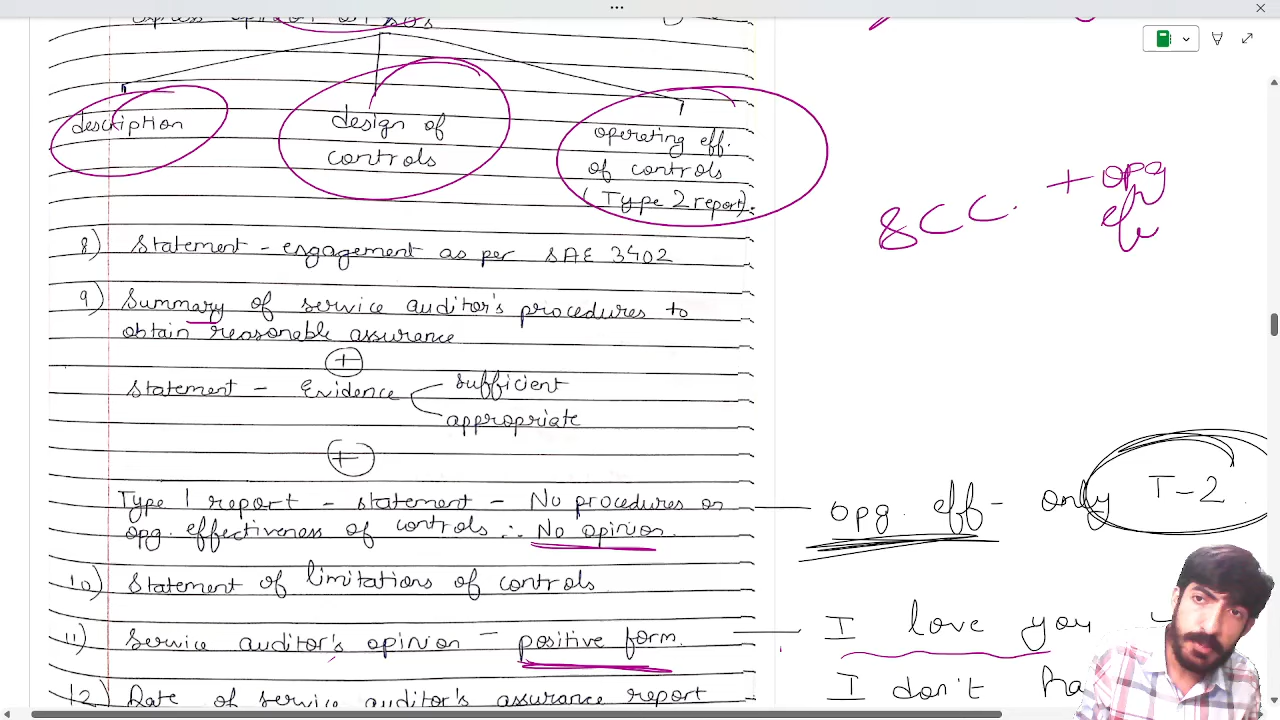 express opinion
description
design of
controls
operating eff.
of controls
(Type 2 report).
8) Statement - engagement as per SAE 3402
9) Summary of service auditor's procedures to
obtain reasonable assurance
+
Statement - Evidence
sufficient
appropriate
+
Type 1 report - statement - No procedures on
opg. effectiveness of controls ∴ No opinion.
10) Statement of limitations of controls
11) Service auditor's opinion - positive form.
12) Date of service auditor's assurance report
+ opg
eff
SCC.
opg. eff - only T-2.
I love you
I don't ha